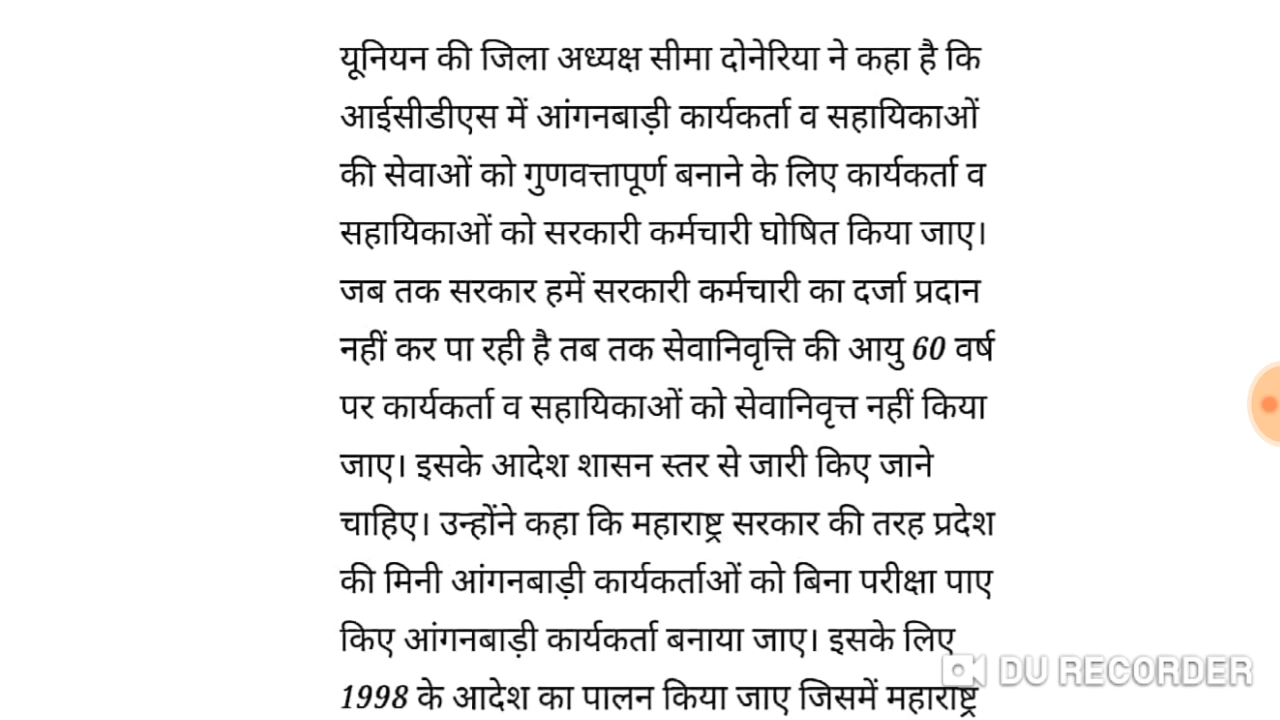 यूनियन की जिला अध्यक्ष सीमा दोनेरिया ने कहा है कि
आईसीडीएस में आंगनबाड़ी कार्यकर्ता व सहायिकाओं
की सेवाओं को गुणवत्तापूर्ण बनाने के लिए कार्यकर्ता व
सहायिकाओं को सरकारी कर्मचारी घोषित किया जाए।
जब तक सरकार हमें सरकारी कर्मचारी का दर्जा प्रदान
नहीं कर पा रही है तब तक सेवानिवृत्ति की आयु 60 वर्ष
पर कार्यकर्ता व सहायिकाओं को सेवानिवृत्त नहीं किया
जाए। इसके आदेश शासन स्तर से जारी किए जाने
चाहिए। उन्होंने कहा कि महाराष्ट्र सरकार की तरह प्रदेश
की मिनी आंगनबाड़ी कार्यकर्ताओं को बिना परीक्षा पाए
किए आंगनबाड़ी कार्यकर्ता बनाया जाए। इसके लिए
1998 के आदेश का पालन किया जाए जिसमें महाराष्ट्र
DU RECORDER